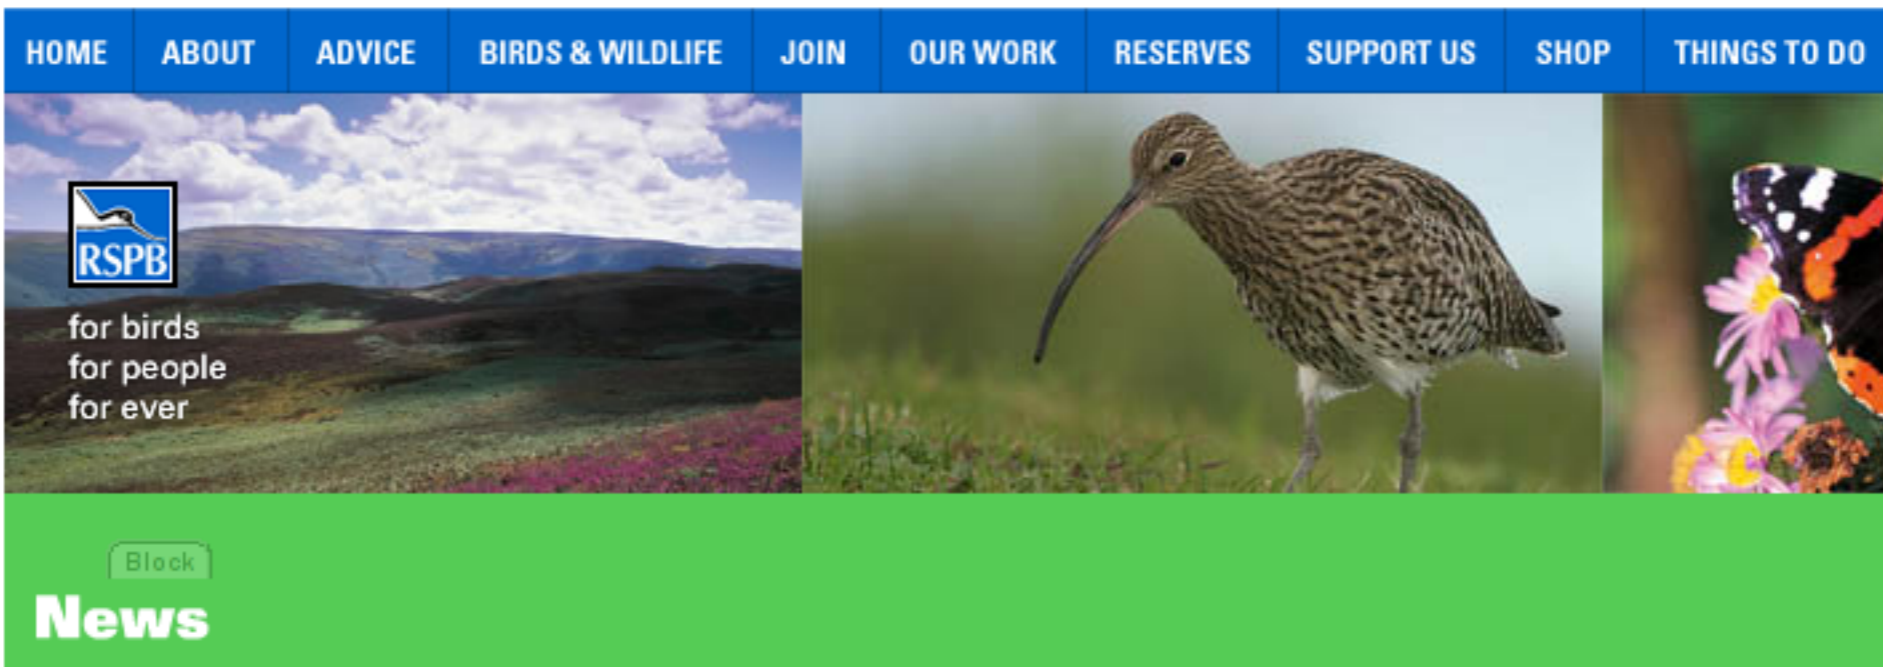 HOME ABOUT ADVICE BIRDS & WILDLIFE JOIN OUR WORK RESERVES SUPPORT US SHOP THINGS TO DO
RSPB
for birds
for people
for ever
Block
News